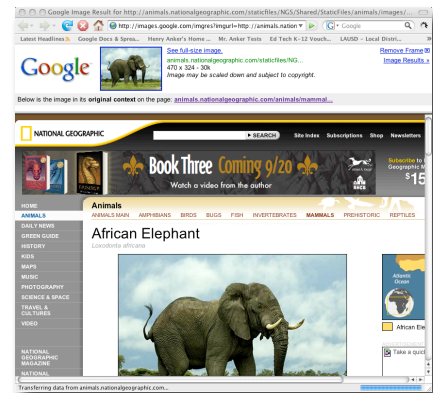 Google Image Result for http://animals.nationalgeographic.com/staticfiles/NGS/Shared/StaticFiles/animals/images/...
http://images.google.com/imgres?imgurl=http://animals.nation
Google
Latest Headlines
Google Docs & Sprea...
Henry Anker's Home ...
Mr. Anker Tests
Ed Tech K-12 Vouch...
LAUSD - Local Distri...
»
Google
See full-size image.
animals.nationalgeographic.com/staticfiles/NG...
470 x 324 - 30k
Image may be scaled down and subject to copyright.
Remove Frame
Image Results »
Below is the image in its original context on the page: animals.nationalgeographic.com/animals/mammal...
NATIONAL GEOGRAPHIC
SEARCH
Site Index
Subscriptions
Shop
Newsletters
Book Three Coming 9/20
Watch a video from the author
Subscribe to
Geographic M
$15
HOME
ANIMALS
DAILY NEWS
GREEN GUIDE
HISTORY
KIDS
MAPS
MUSIC
PHOTOGRAPHY
SCIENCE & SPACE
TRAVEL &
CULTURES
VIDEO
NATIONAL
GEOGRAPHIC
MAGAZINE
NATIONAL
Animals
ANIMALS MAIN
AMPHIBIANS
BIRDS
BUGS
FISH
INVERTEBRATES
MAMMALS
PREHISTORIC
REPTILES
African Elephant
Loxodonta africana
Atlantic
Ocean
African Ele
ADVERTISEMENT
Take a quic
Transferring data from animals.nationalgeographic.com...